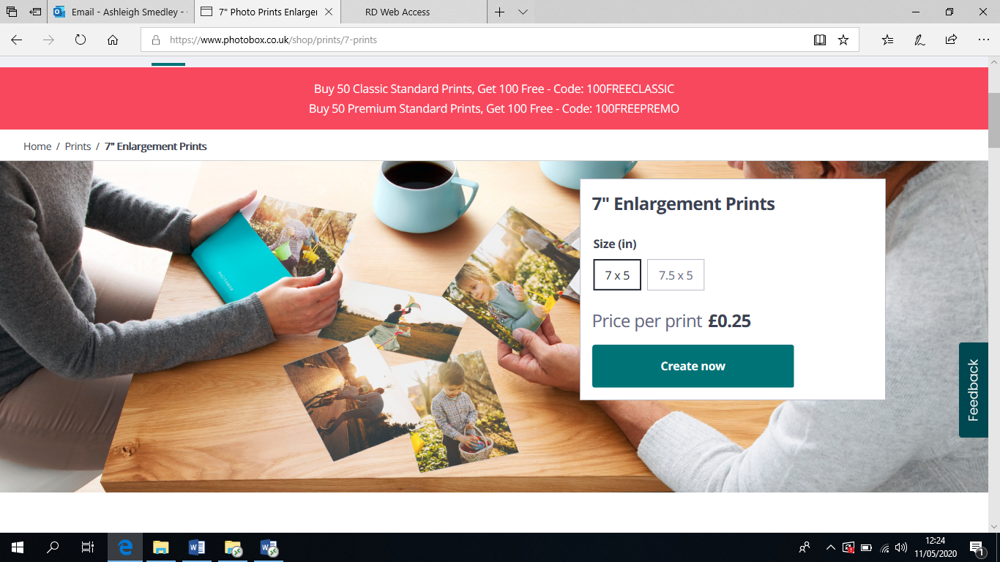 Email - Ashleigh Smedley -
7" Photo Prints Enlarge
RD Web Access
https://www.photobox.co.uk/shop/prints/7-prints
Buy 50 Classic Standard Prints, Get 100 Free - Code: 100FREECLASSIC
Buy 50 Premium Standard Prints, Get 100 Free - Code: 100FREEPREMO
Home / Prints / 7" Enlargement Prints
PHOTOBOX
7" Enlargement Prints
Size (in)
7 x 5
7.5 x 5
Price per print £0.25
Create now
Feedback
12:24
11/05/2020
1